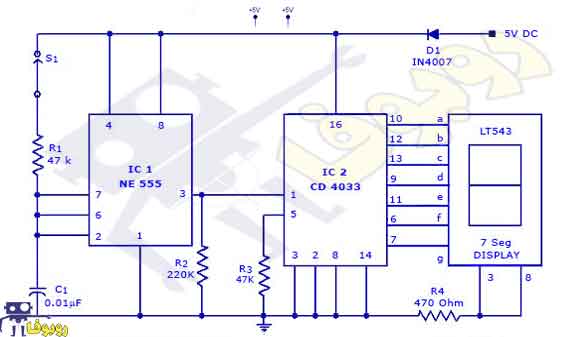 +5V +5V
5V DC
D1
IN4007
S1
R1
47 k
4 8
IC 1
NE 555
7
6
2
3
1
C1
0.01µF
R2
220K
R3
47K
16
IC 2
CD 4033
1
5
3 2 8 14
10 a
12 b
13 c
9 d
11 e
6 f
7 g
LT543
7 Seg
DISPLAY
3 8
R4
470 Ohm
روبوفا
روبوفا